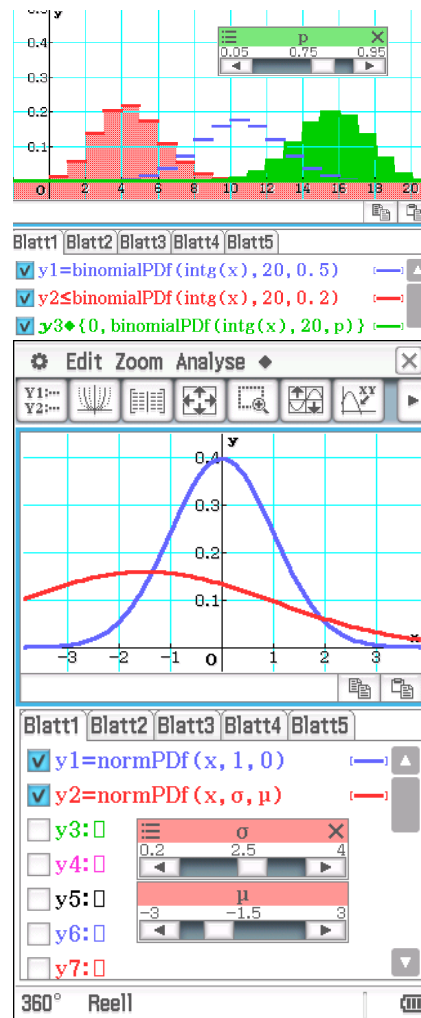 y
0.4
p
0.05 0.75 0.95
0.3
0.2
0.1
0 2 4 6 8 10 12 14 16 18 20
Blatt1 Blatt2 Blatt3 Blatt4 Blatt5
y1=binomialPDf(intg(x),20,0.5)
y2≤binomialPDf(intg(x),20,0.2)
y3◆{0,binomialPDf(intg(x),20,p)}
Edit Zoom Analyse ◆
Y1:··· XY
Y2:···
y
0.4
0.3
0.2
0.1
x
-3 -2 -1 0 1 2 3
Blatt1 Blatt2 Blatt3 Blatt4 Blatt5
y1=normPDf(x,1,0)
y2=normPDf(x,σ,μ)
y3:▯
σ
0.2 2.5 4
y4:▯
y5:▯
μ
-3 -1.5 3
y6:▯
y7:▯
360° Reell